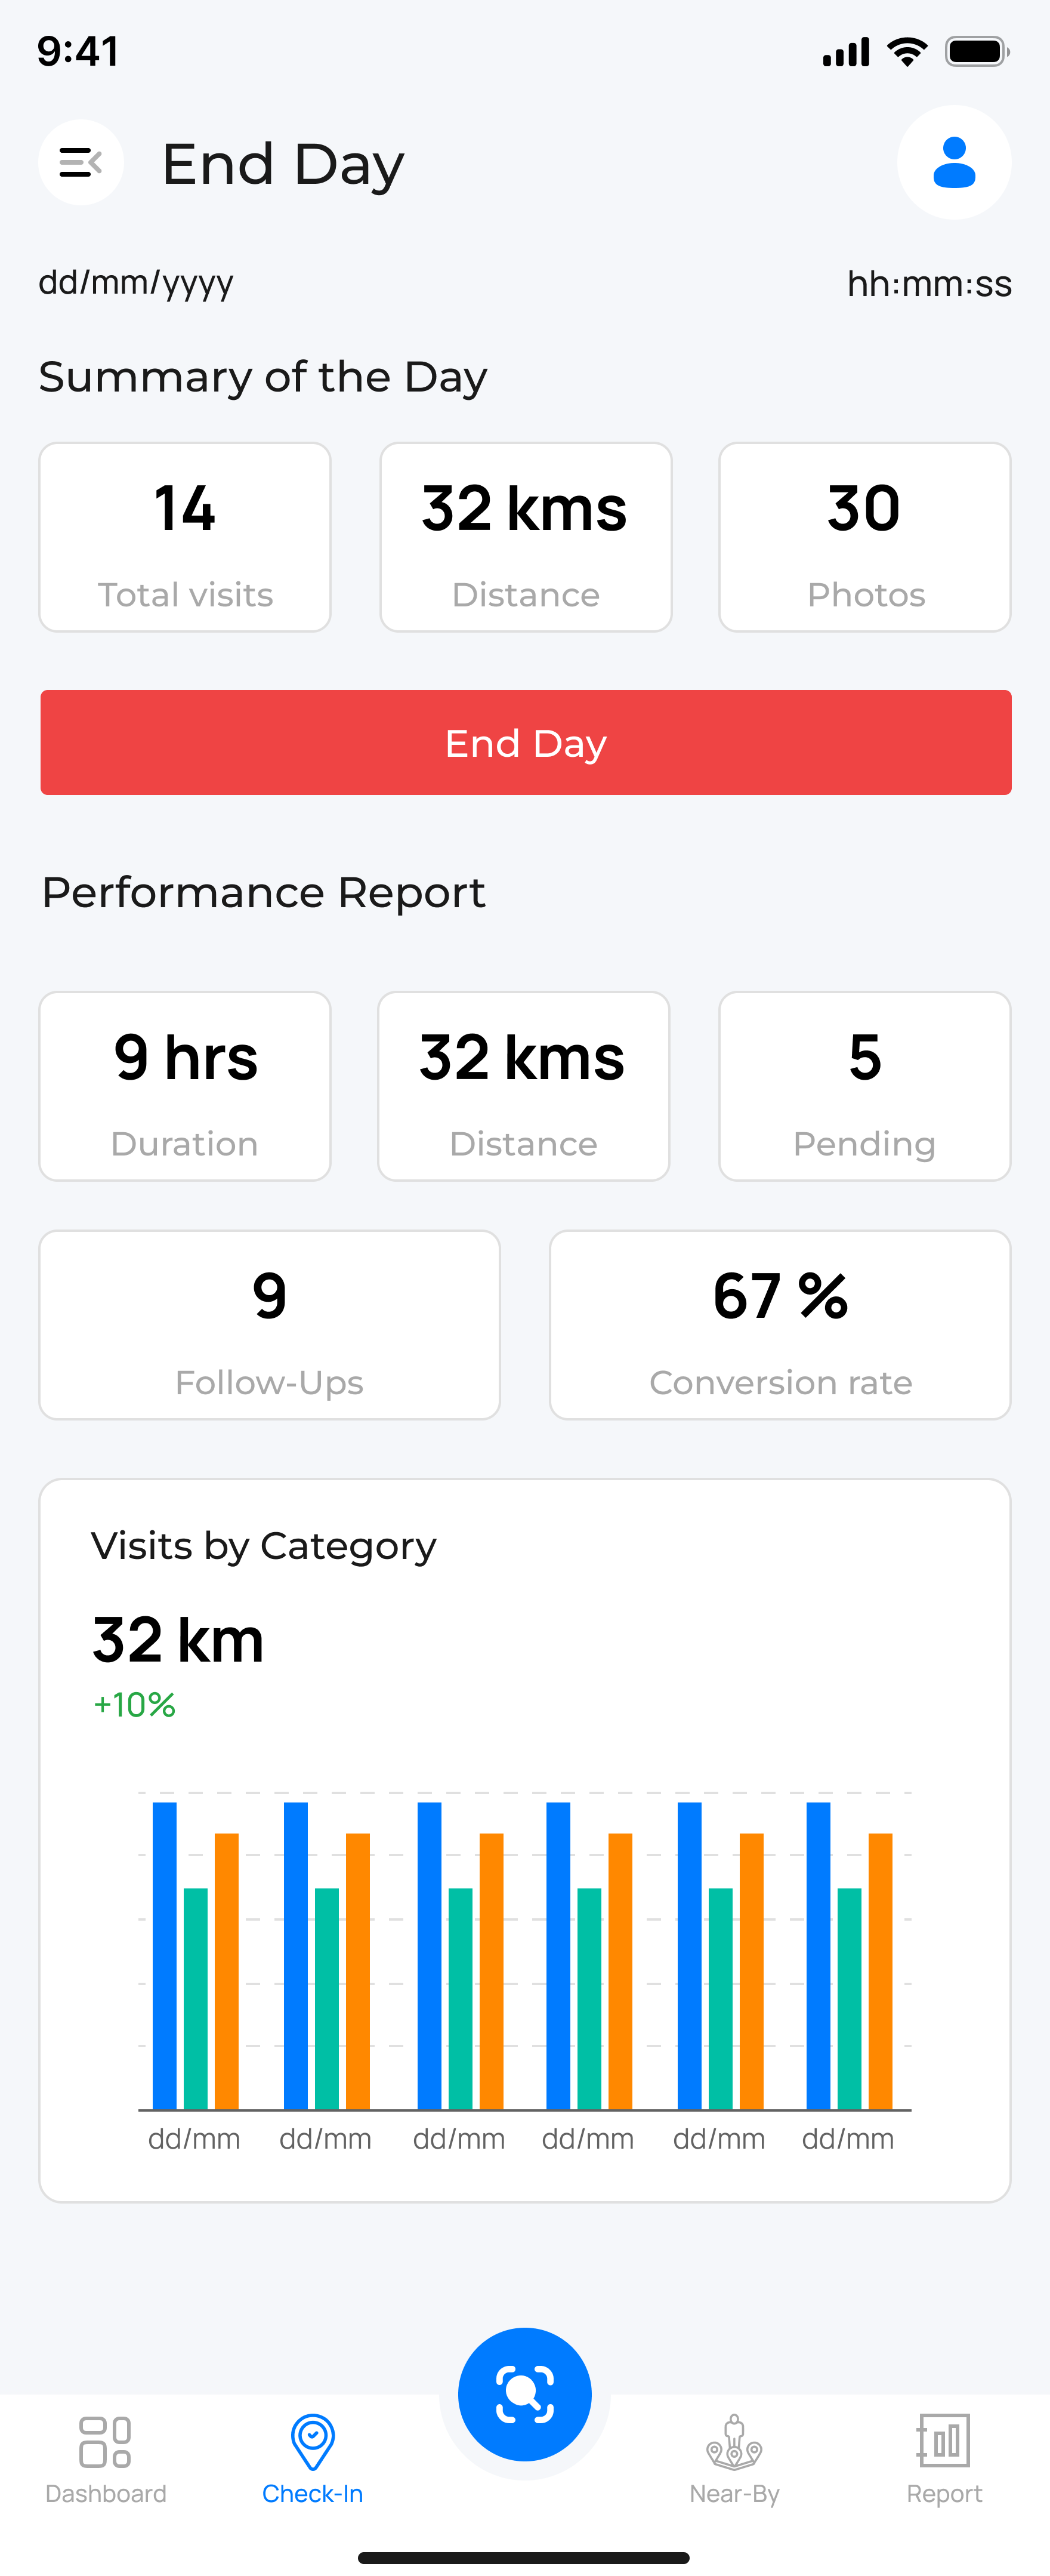 9:41
End Day
dd/mm/yyyy
hh:mm:ss
Summary of the Day
14
32 kms
30
Total visits
Distance
Photos
End Day
Performance Report
9 hrs
32 kms
5
Duration
Distance
Pending
9
67 %
Follow-Ups
Conversion rate
Visits by Category
32 km
+10%
dd/mm dd/mm dd/mm dd/mm dd/mm dd/mm
Dashboard
Check-In
Near-By
Report